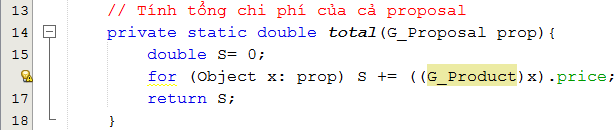 13 // Tính tổng chi phí của cả proposal
14 private static double total(G_Proposal prop){
15 double S= 0;
for (Object x: prop) S += ((G_Product)x).price;
17 return S;
18 }